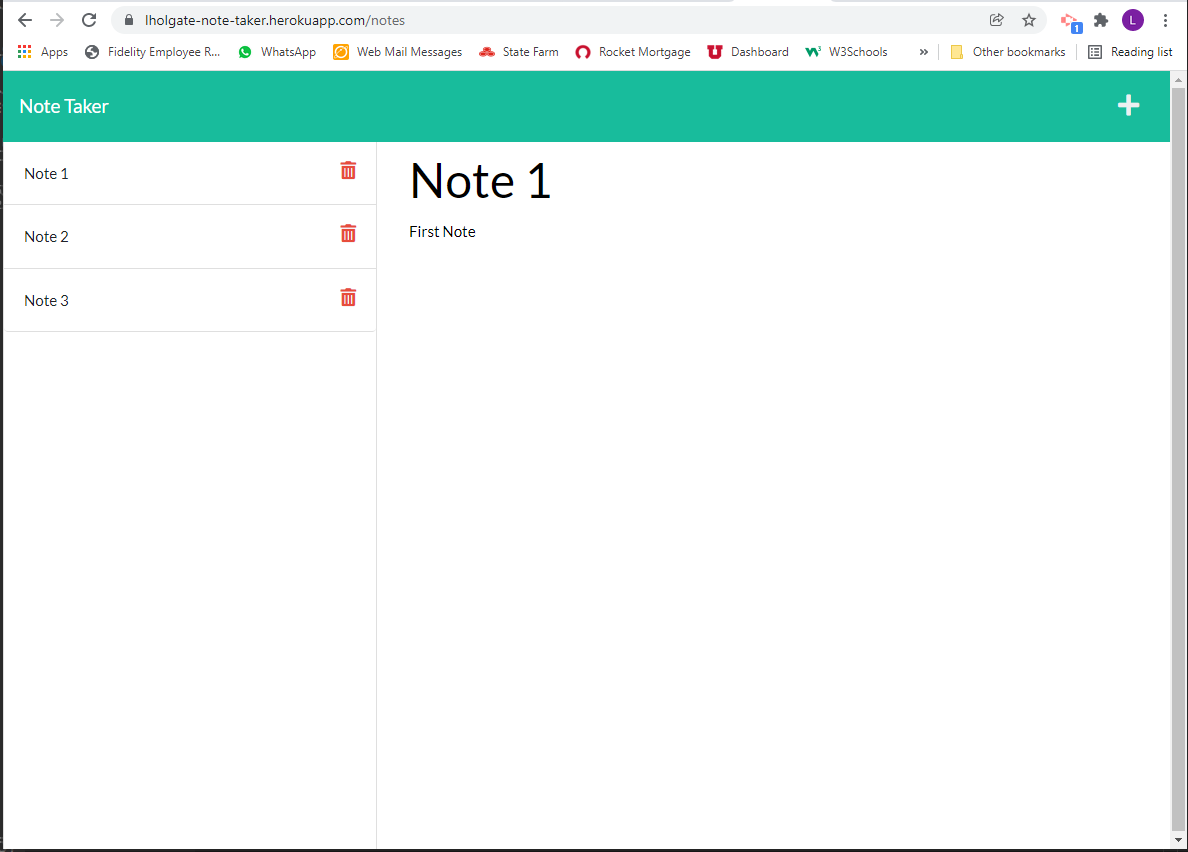 lholgate-note-taker.herokuapp.com/notes
L
1
Apps Fidelity Employee R... WhatsApp Web Mail Messages State Farm Rocket Mortgage Dashboard W3Schools » Other bookmarks Reading list
Note Taker
Note 1
Note 2
Note 3
Note 1
First Note